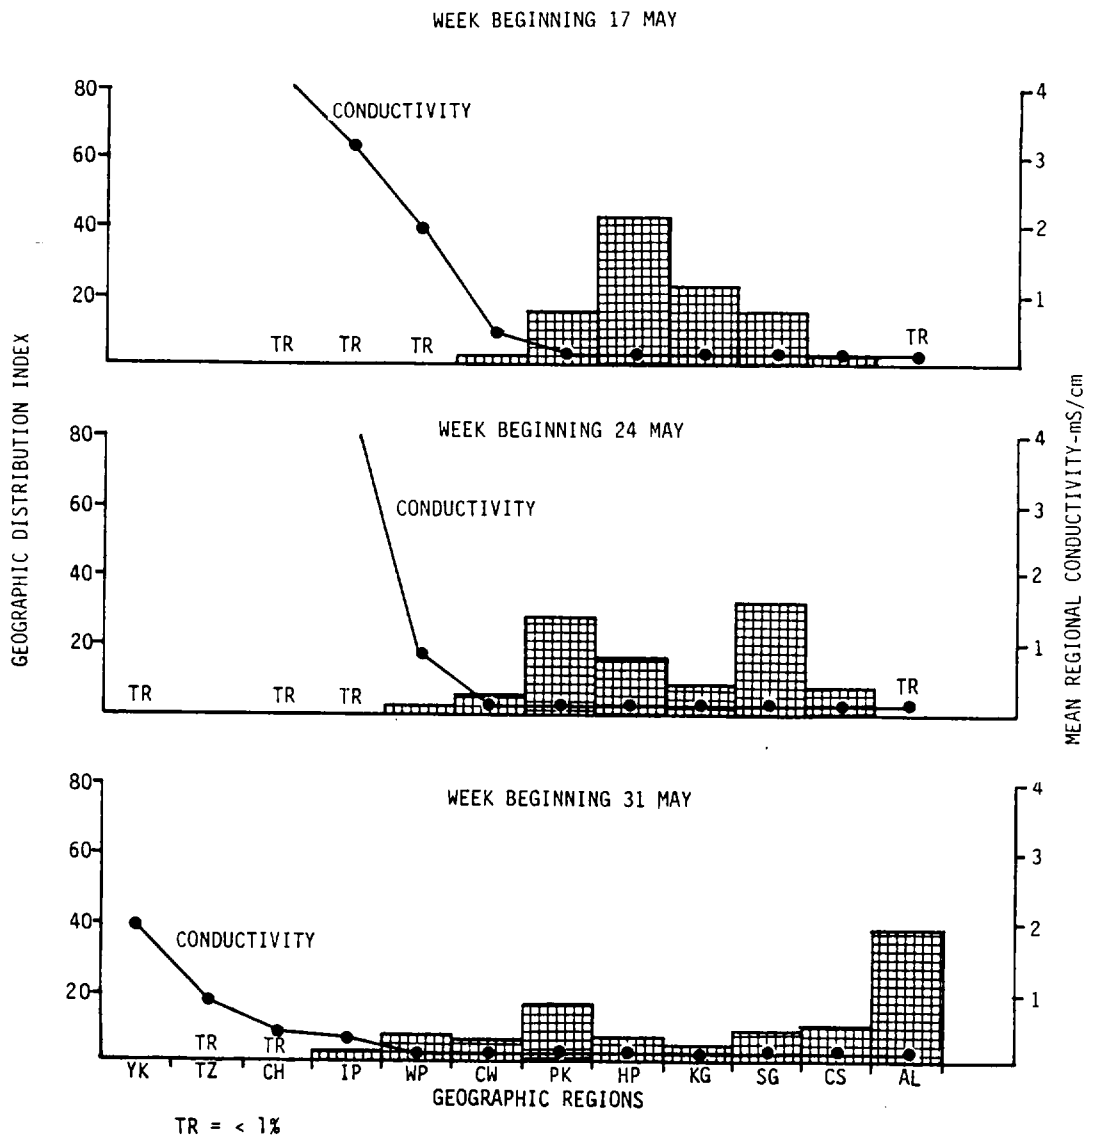 WEEK BEGINNING 17 MAY
80 4
CONDUCTIVITY
60 3
40 2
20 1
TR TR TR TR
WEEK BEGINNING 24 MAY
80 4
CONDUCTIVITY
60 3
40 2
20 1
TR TR TR TR
WEEK BEGINNING 31 MAY
80 4
60 3
40 2
CONDUCTIVITY
20 1
TR TR
YK TZ CH IP WP CW PK HP KG SG CS AL
GEOGRAPHIC REGIONS
TR = < 1%
GEOGRAPHIC DISTRIBUTION INDEX
MEAN REGIONAL CONDUCTIVITY-mS/cm